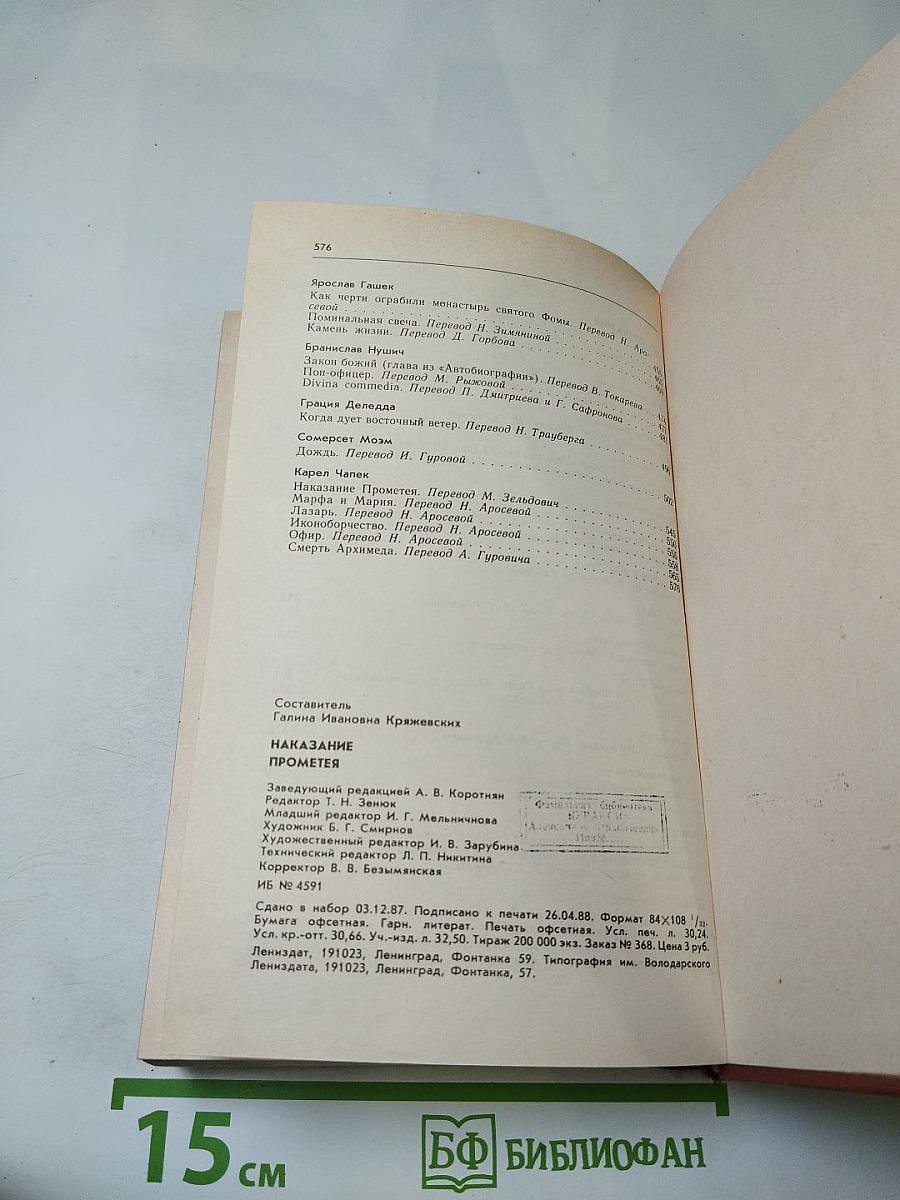 576
Ярослав Гашек
Как черти ограбили монастырь святого Фомы. Перевод Н. Аро-
севой
Поминальная свеча. Перевод Н. Зимяниной
Камень жизни. Перевод Д. Горбова
Бранислав Нушич
Закон божий (глава из «Автобиографии»). Перевод В. Токарева
Поп-офицер. Перевод М. Рыжовой
Divina commedia. Перевод П. Дмитриева и Г. Сафронова
Грация Деледда
Когда дует восточный ветер. Перевод Н. Трауберга
Сомерсет Моэм
Дождь. Перевод И. Гуровой
Карел Чапек
Наказание Прометея. Перевод М. Зельдович
Марфа и Мария. Перевод Н. Аросевой
Лазарь. Перевод Н. Аросевой
Иконоборчество. Перевод Н. Аросевой
Офир. Перевод Н. Аросевой
Смерть Архимеда. Перевод А. Гуровича
502
545
550
555
558
565
570
Составитель
Галина Ивановна Кряжевских
НАКАЗАНИЕ
ПРОМЕТЕЯ
Заведующий редакцией А. В. Коротнян
Редактор Т. Н. Зенюк
Младший редактор И. Г. Мельничнова
Художник Б. Г. Смирнов
Художественный редактор И. В. Зарубина
Технический редактор Л. П. Никитина
Корректор В. В. Безымянская
ИБ № 4591
библиотека
Сдано в набор 03.12.87. Подписано к печати 26.04.88. Формат 84×108 1/32.
Бумага офсетная. Гарн. литерат. Печать офсетная. Усл. печ. л. 30,24.
Усл. кр.-отт. 30,66. Уч.-изд. л. 32,50. Тираж 200 000 экз. Заказ № 368. Цена 3 руб.
Лениздат, 191023, Ленинград, Фонтанка 59. Типография им. Володарского
Лениздата, 191023, Ленинград, Фонтанка, 57.
15 см
БФ БИБЛИОФАН